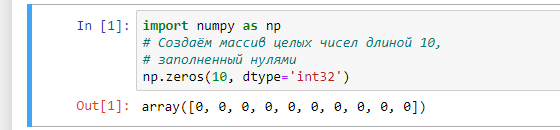 In [1]: import numpy as np
# Создаём массив целых чисел длиной 10,
# заполненный нулями
np.zeros(10, dtype='int32')
Out[1]: array([0, 0, 0, 0, 0, 0, 0, 0, 0, 0])